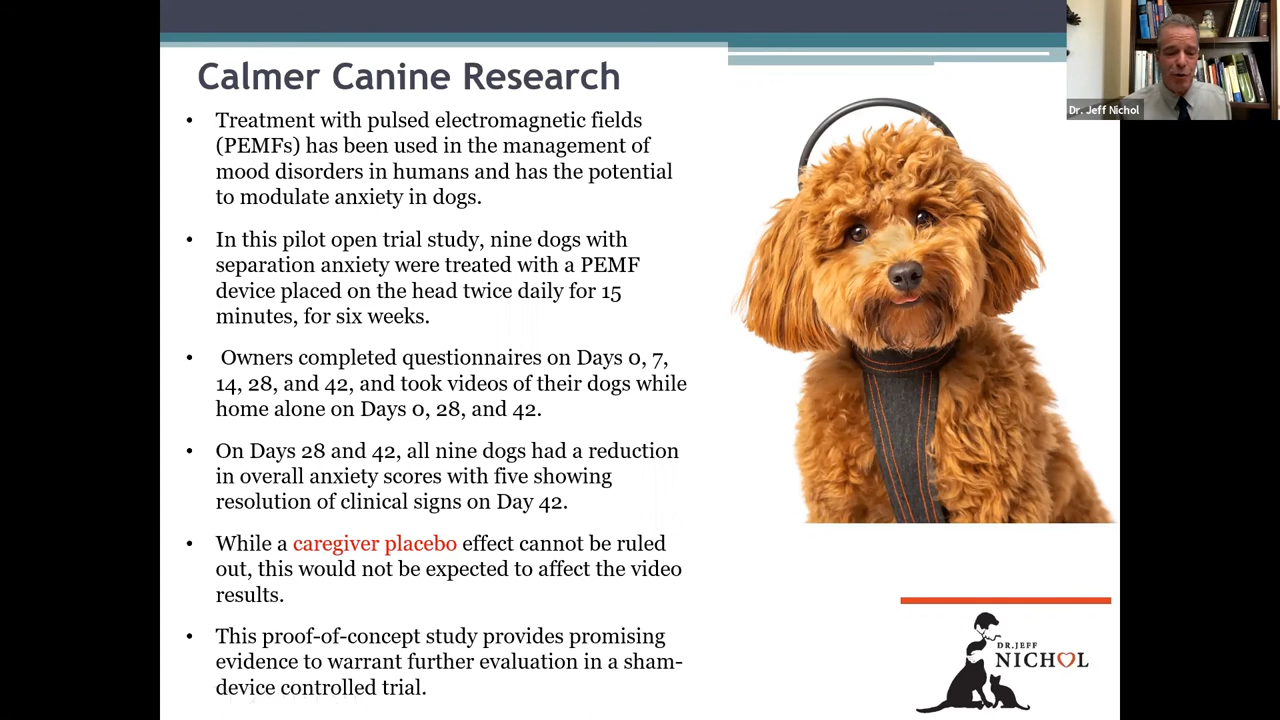 Calmer Canine Research
• Treatment with pulsed electromagnetic fields
(PEMFs) has been used in the management of
mood disorders in humans and has the potential
to modulate anxiety in dogs.
• In this pilot open trial study, nine dogs with
separation anxiety were treated with a PEMF
device placed on the head twice daily for 15
minutes, for six weeks.
• Owners completed questionnaires on Days 0, 7,
14, 28, and 42, and took videos of their dogs while
home alone on Days 0, 28, and 42.
• On Days 28 and 42, all nine dogs had a reduction
in overall anxiety scores with five showing
resolution of clinical signs on Day 42.
• While a caregiver placebo effect cannot be ruled
out, this would not be expected to affect the video
results.
• This proof-of-concept study provides promising
evidence to warrant further evaluation in a sham-
device controlled trial.
Dr. Jeff Nichol
DR. JEFF
NICHOL